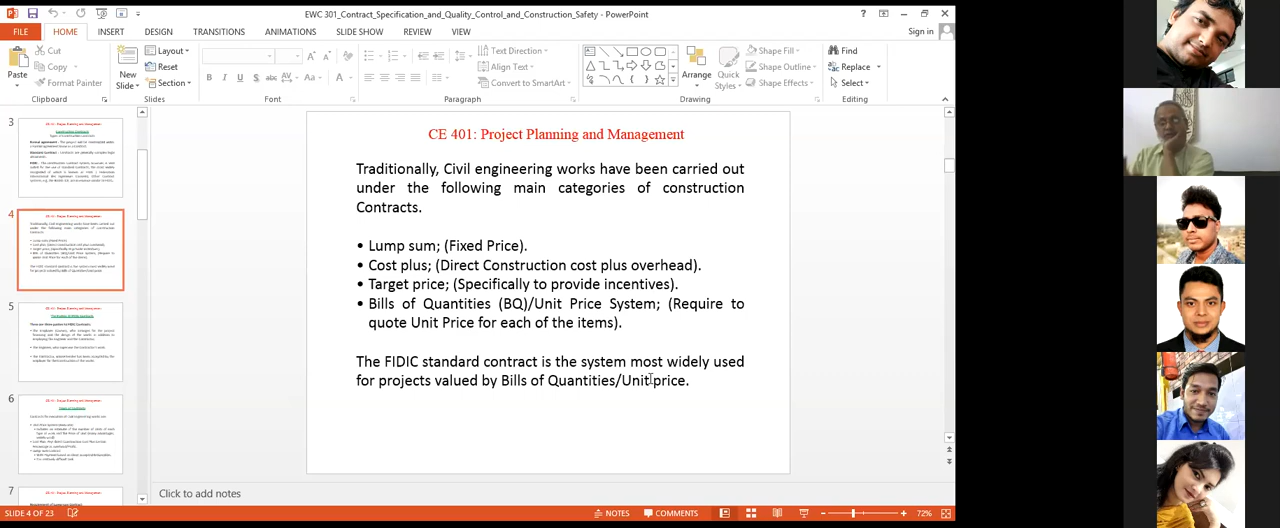 EWC 301_Contract_Specification_and_Quality_Control_and_Construction_Safety - PowerPoint
FILE HOME INSERT DESIGN TRANSITIONS ANIMATIONS SLIDE SHOW REVIEW VIEW Sign in
Paste
Cut
Copy
Format Painter
Clipboard
New
Slide
Layout
Reset
Section
Slides
Font
Text Direction
Align Text
Convert to SmartArt
Paragraph
Arrange
Quick
Styles
Shape Fill
Shape Outline
Shape Effects
Drawing
Find
Replace
Select
Editing
3
4
5
6
7
CE 401: Project Planning and Management
Traditionally, Civil Engineering works have been carried out
under the following main categories of construction
Contracts.
• Lump sum; (Fixed Price).
• Cost plus; (Direct Construction cost plus overhead).
• Target price; (Specifically to provide incentives).
• Bills of Quantities (BQ)/Unit Price System; (Require to
quote Unit Price for each of the items).
The FIDIC standard contract is the system most widely used
for projects valued by Bills of Quantities/Unit price.
Click to add notes
SLIDE 4 OF 23 NOTES COMMENTS 72%